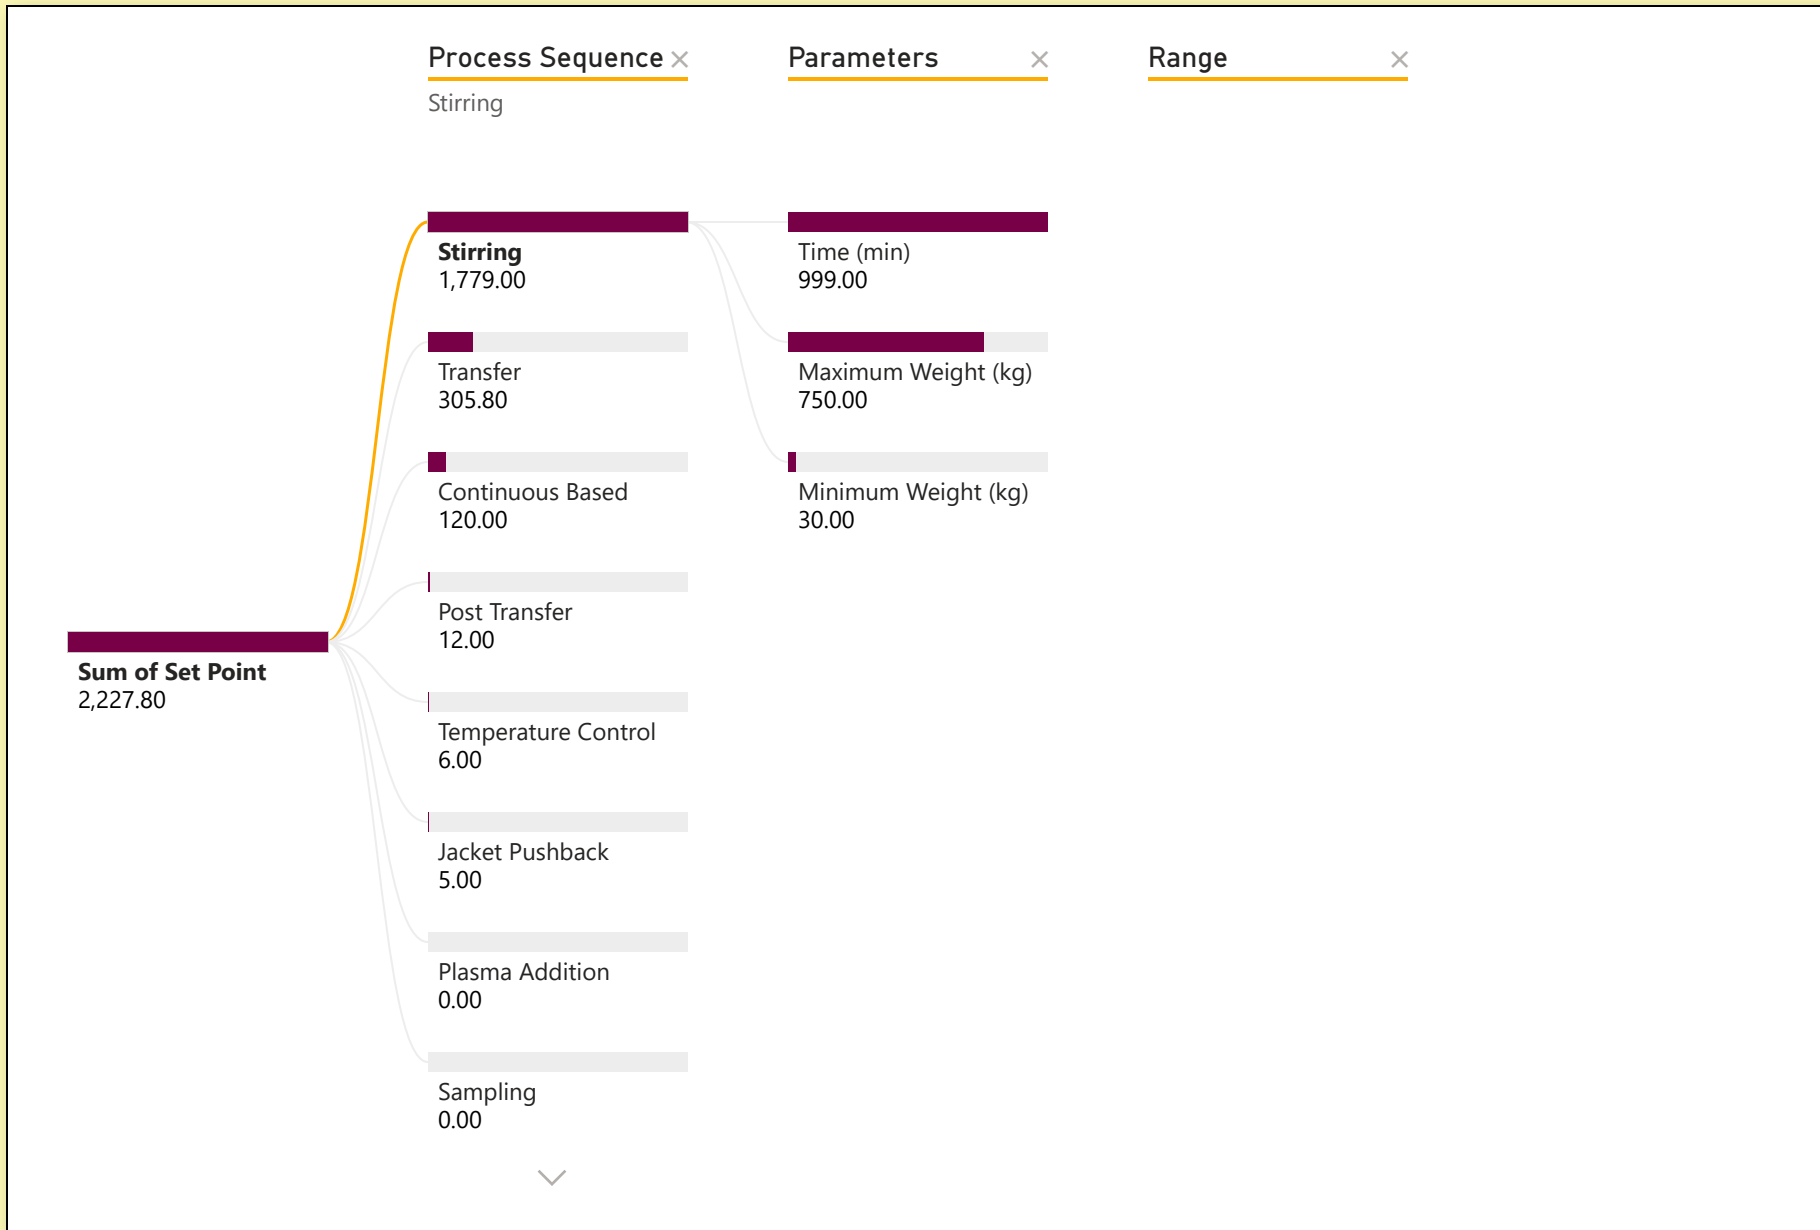 Process Sequence
Parameters
Range
Stirring
Stirring
1,779.00
Transfer
305.80
Continuous Based
120.00
Post Transfer
12.00
Temperature Control
6.00
Jacket Pushback
5.00
Plasma Addition
0.00
Sampling
0.00
Time (min)
999.00
Maximum Weight (kg)
750.00
Minimum Weight (kg)
30.00
Sum of Set Point
2,227.80